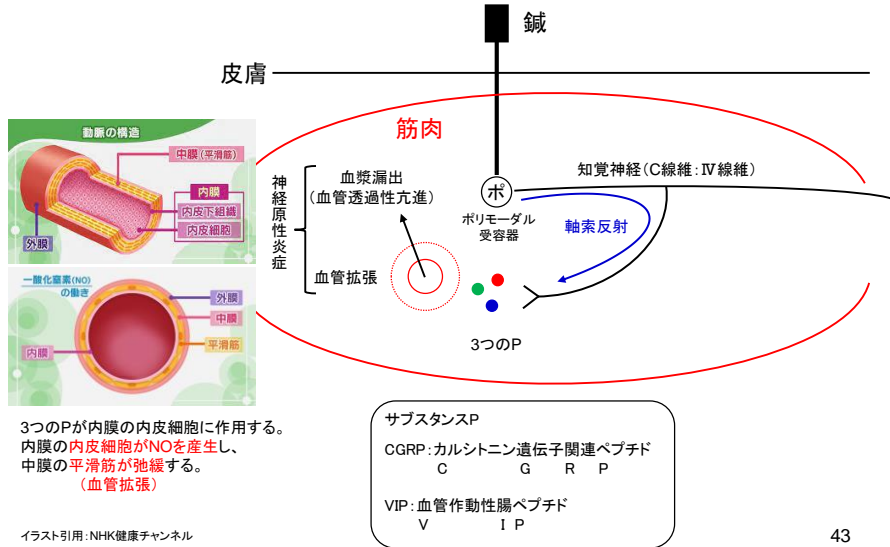 鍼
皮膚
筋肉
動脈の構造
中膜(平滑筋)
内膜
内皮下組織
内皮細胞
外膜
一酸化窒素(NO)
の働き
外膜
中膜
平滑筋
内膜
神経原性炎症
血漿漏出
(血管透過性亢進)
血管拡張
ポ
ポリモーダル
受容器
知覚神経(C線維:Ⅳ線維)
軸索反射
3つのP
3つのPが内膜の内皮細胞に作用する。
内膜の内皮細胞がNOを産生し、
中膜の平滑筋が弛緩する。
(血管拡張)
サブスタンスP
CGRP:カルシトニン遺伝子関連ペプチド
C G R P
VIP:血管作動性腸ペプチド
V I P
イラスト引用:NHK健康チャンネル
43